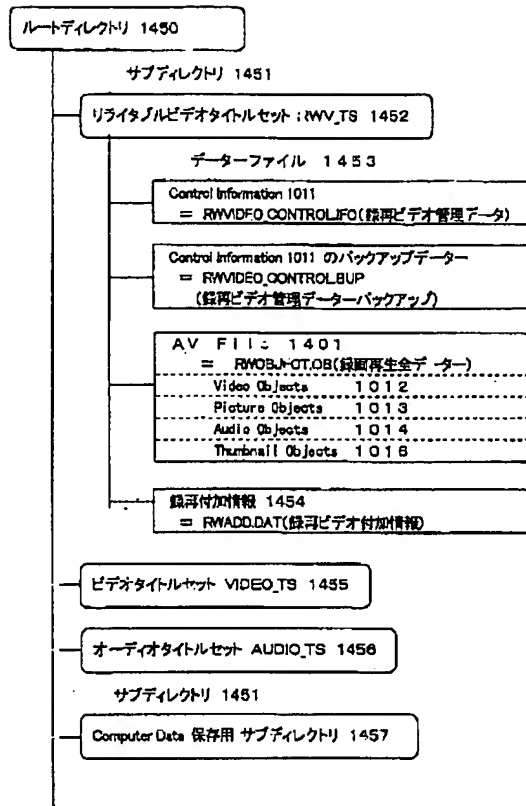 ルートディレクトリ 1450
サブディレクトリ 1451
リライタブルビデオタイトルセット:RWV_TS 1452
データーファイル 1453
Control Information 1011
= RWVIDEO_CONTROL.IFO(録再ビデオ管理データ)
Control Information 1011 のバックアップデーター
= RWVIDEO_CONTROL.BUP
(録再ビデオ管理データーバックアップ)
AV File 1401
= (録画再生全データー)
Video Objects 1012
Picture Objects 1013
Audio Objects 1014
Thumbnail Objects 1016
録再付加情報 1454
= RWADD.DAT(録再ビデオ付加情報)
ビデオタイトルセット VIDEO_TS 1455
オーディオタイトルセット AUDIO_TS 1456
サブディレクトリ 1451
Computer Data 保存用 サブディレクトリ 1457